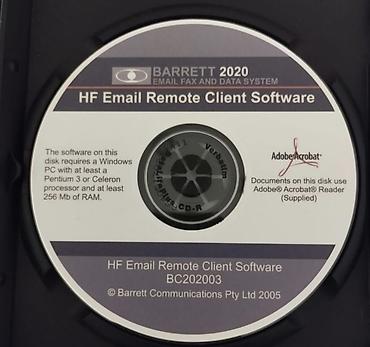 BARRETT 2020
EMAIL FAX AND DATA SYSTEM
HF Email Remote Client Software
The software on this
disk requires a Windows
PC with at least a
Pentium 3 or Celeron
processor and at least
256 Mb of RAM.
Verbatim
CD-R
Adobe Acrobat
Documents on this disk use
Adobe® Acrobat® Reader
(Supplied)
HF Email Remote Client Software
BC202003
© Barrett Communications Pty Ltd 2005